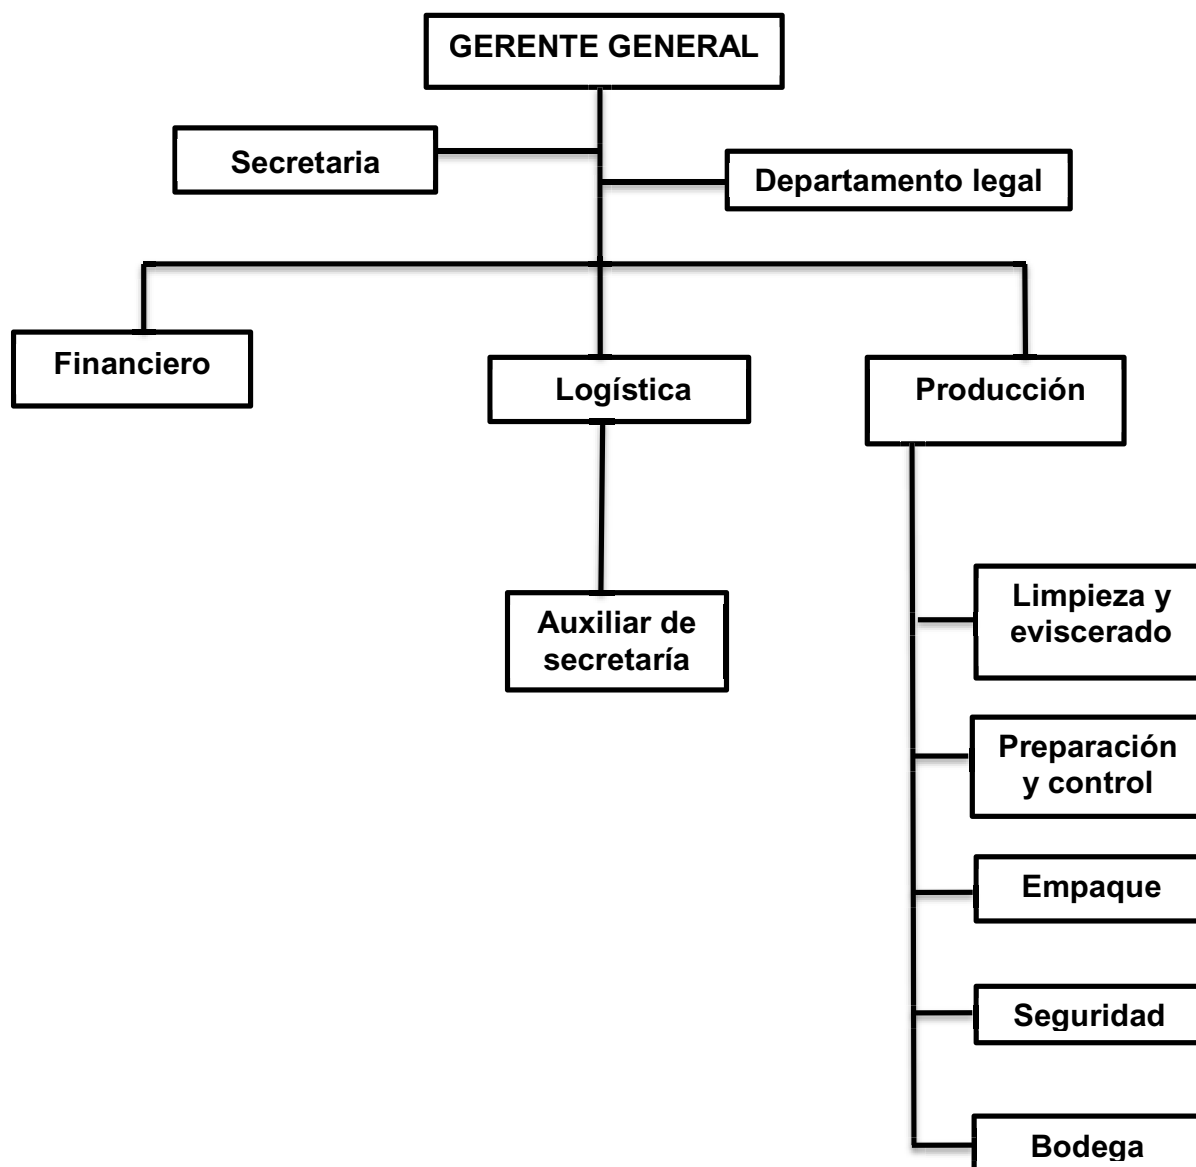 GERENTE GENERAL
Secretaria
Departamento legal
Financiero
Logística
Producción
Auxiliar de
secretaría
Limpieza y
eviscerado
Preparación
y control
Empaque
Seguridad
Bodega